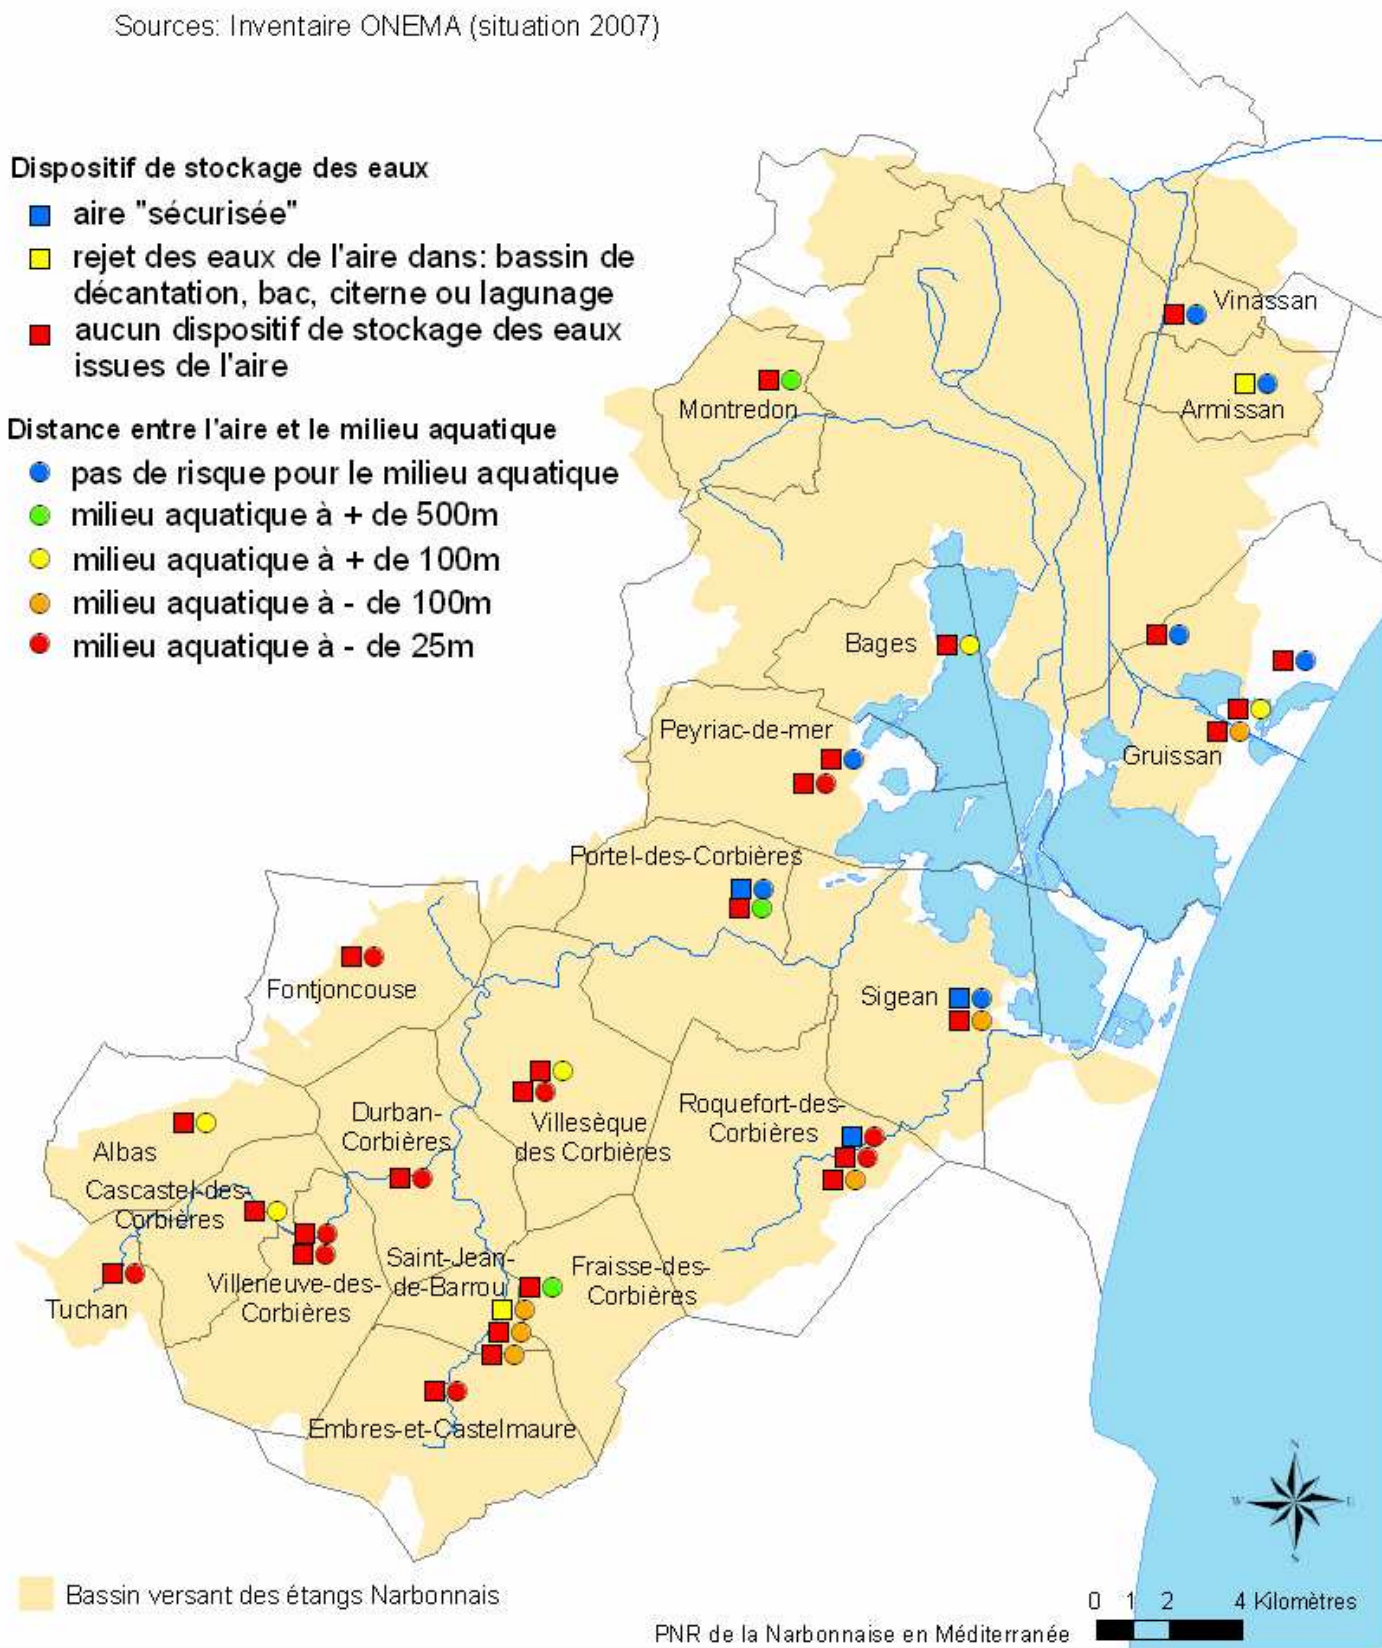 Sources: Inventaire ONEMA (situation 2007)
Dispositif de stockage des eaux
aire "sécurisée"
rejet des eaux de l'aire dans: bassin de
décantation, bac, citerne ou lagunage
aucun dispositif de stockage des eaux
issues de l'aire
Distance entre l'aire et le milieu aquatique
pas de risque pour le milieu aquatique
milieu aquatique à + de 500m
milieu aquatique à + de 100m
milieu aquatique à - de 100m
milieu aquatique à - de 25m
Vinassan
Montredon
Armissan
Bages
Peyriac-de-mer
Gruissan
Portel-des-Corbières
Fontjoncouse
Sigean
Roquefort-des-
Corbières
Durban-
Corbières
Villesèque
des Corbières
Albas
Cascastel-des-
Corbières
Saint-Jean-
de-Barrou
Fraisse-des-
Corbières
Villeneuve-des-
Corbières
Tuchan
Embres-et-Castelmaure
N
W
E
S
Bassin versant des étangs Narbonnais
0 1 2 4 Kilomètres
PNR de la Narbonnaise en Méditerranée